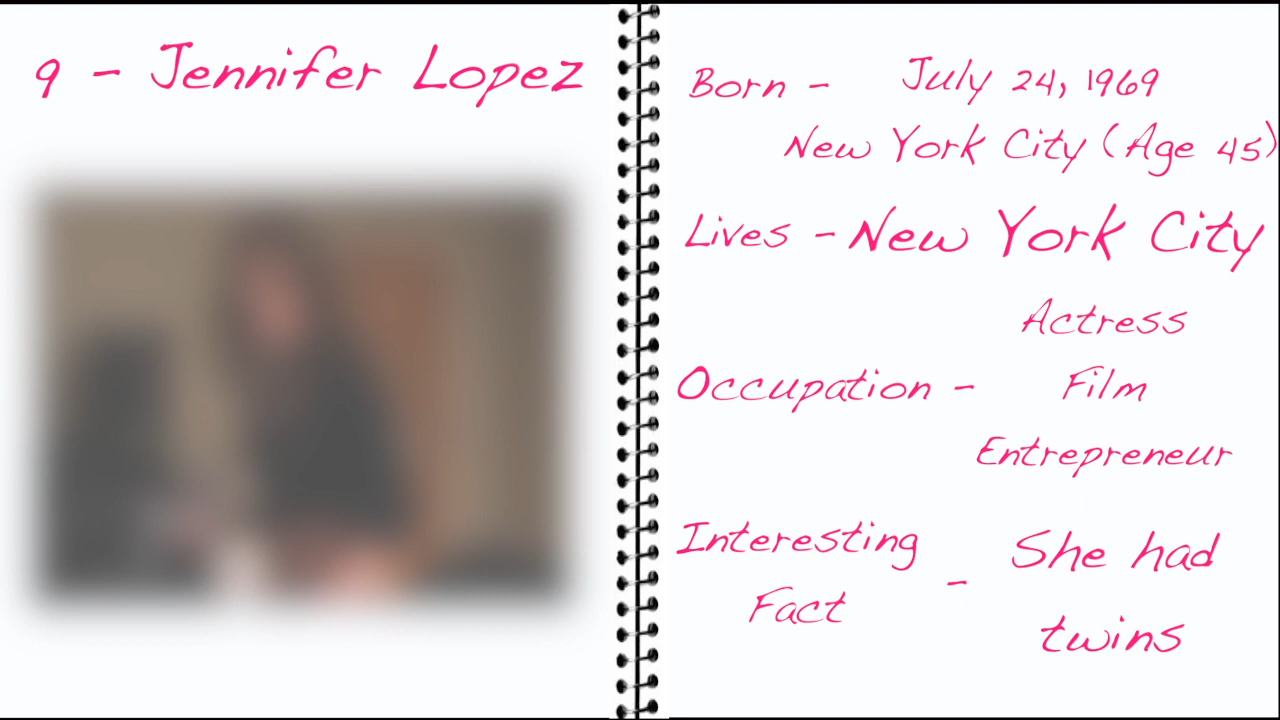 9 - Jennifer Lopez
Born - July 24, 1969
New York City (Age 45)
Lives - New York City
Actress
Occupation - Film
Entrepreneur
Interesting
Fact - She had
twins